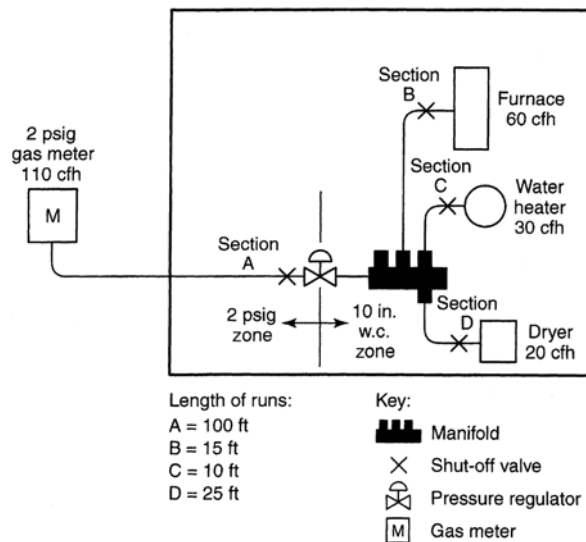 2 psig
gas meter
110 cfh
M
Section
A
2 psig
zone
10 in.
w.c.
zone
Section
B
Furnace
60 cfh
Section
C
Water
heater
30 cfh
Section
D
Dryer
20 cfh
Length of runs:
A = 100 ft
B = 15 ft
C = 10 ft
D = 25 ft
Key:
Manifold
Shut-off valve
Pressure regulator
M
Gas meter